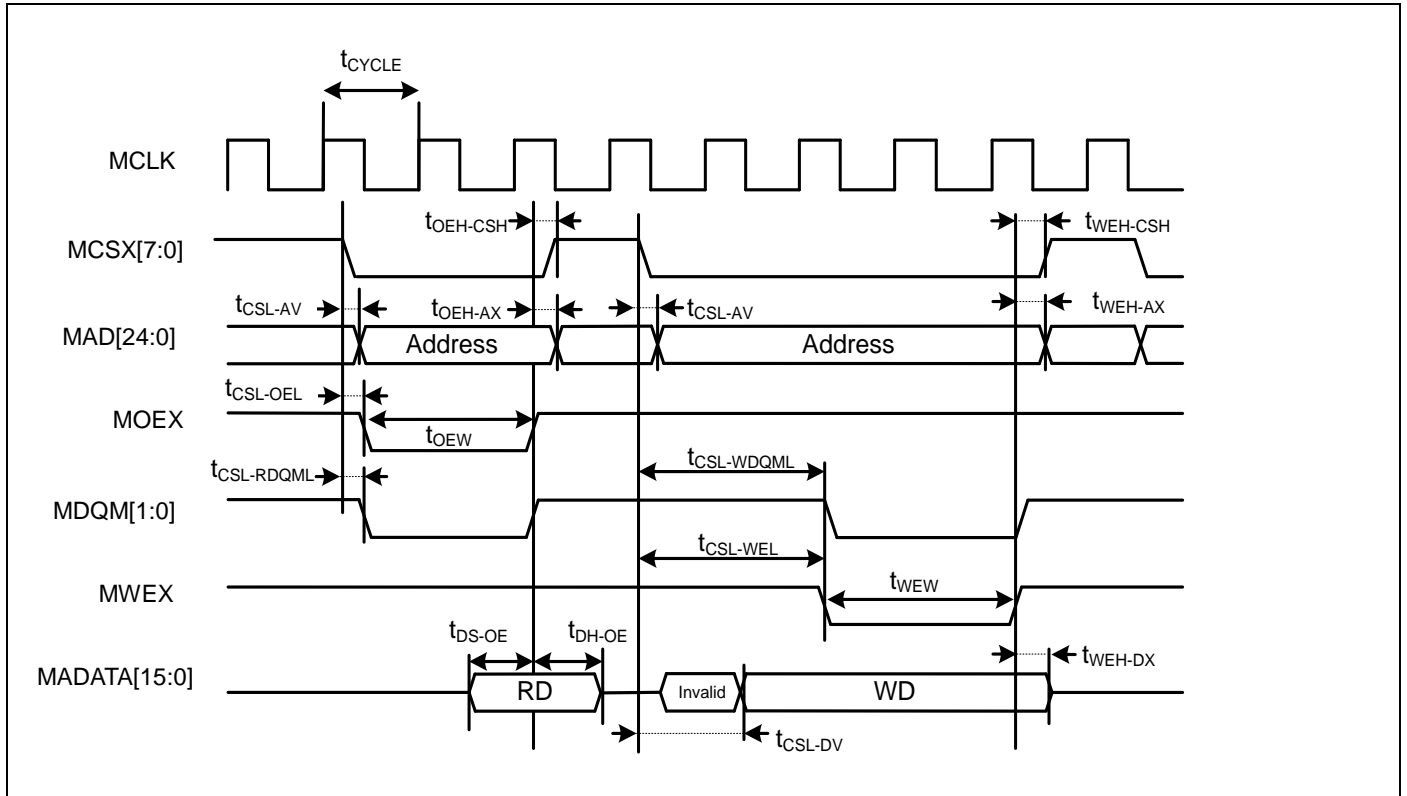 tCYCLE
MCLK
tOEH-CSH tWEH-CSH
MCSX[7:0]
tCSL-AV tOEH-AX tCSL-AV tWEH-AX
MAD[24:0] Address Address
tCSL-OEL
MOEX
tOEW
tCSL-RDQML tCSL-WDQML
MDQM[1:0]
tCSL-WEL
MWEX tWEW
tDS-OE tDH-OE tWEH-DX
MADATA[15:0] RD Invalid WD
tCSL-DV